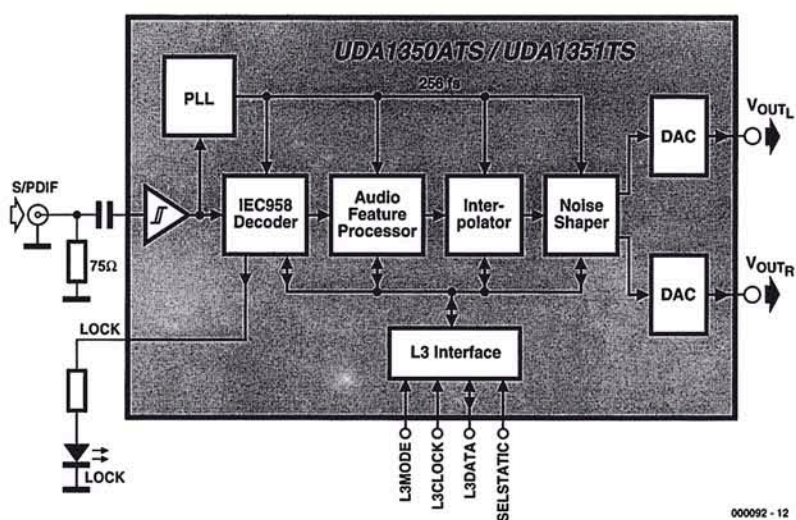 UDA1350ATS / UDA1351TS
PLL
256 fs
DAC
VOUTL
S/PDIF
IEC958
Decoder
Audio
Feature
Processor
Inter-
polator
Noise
Shaper
75Ω
DAC
VOUTR
LOCK
L3 Interface
LOCK
L3MODE
L3CLOCK
L3DATA
SELSTATIC
000092 - 12